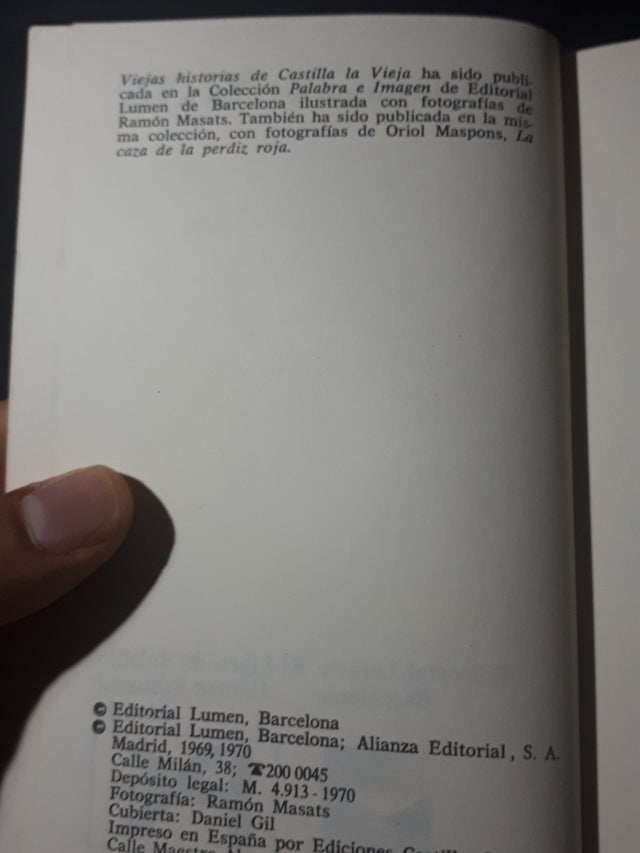 Viejas historias de Castilla la Vieja ha sido publi-
cada en la Colección Palabra e Imagen de Editorial
Lumen de Barcelona ilustrada con fotografías de
Ramón Masats. También ha sido publicada en la mis-
ma colección, con fotografías de Oriol Maspons, La
caza de la perdiz roja.
© Editorial Lumen, Barcelona
© Editorial Lumen, Barcelona; Alianza Editorial, S. A.
Madrid, 1969, 1970
Calle Milán, 38; ☎200 0045
Depósito legal: M. 4.913 - 1970
Fotografía: Ramón Masats
Cubierta: Daniel Gil
Impreso en España por Ediciones
Calle Maestro